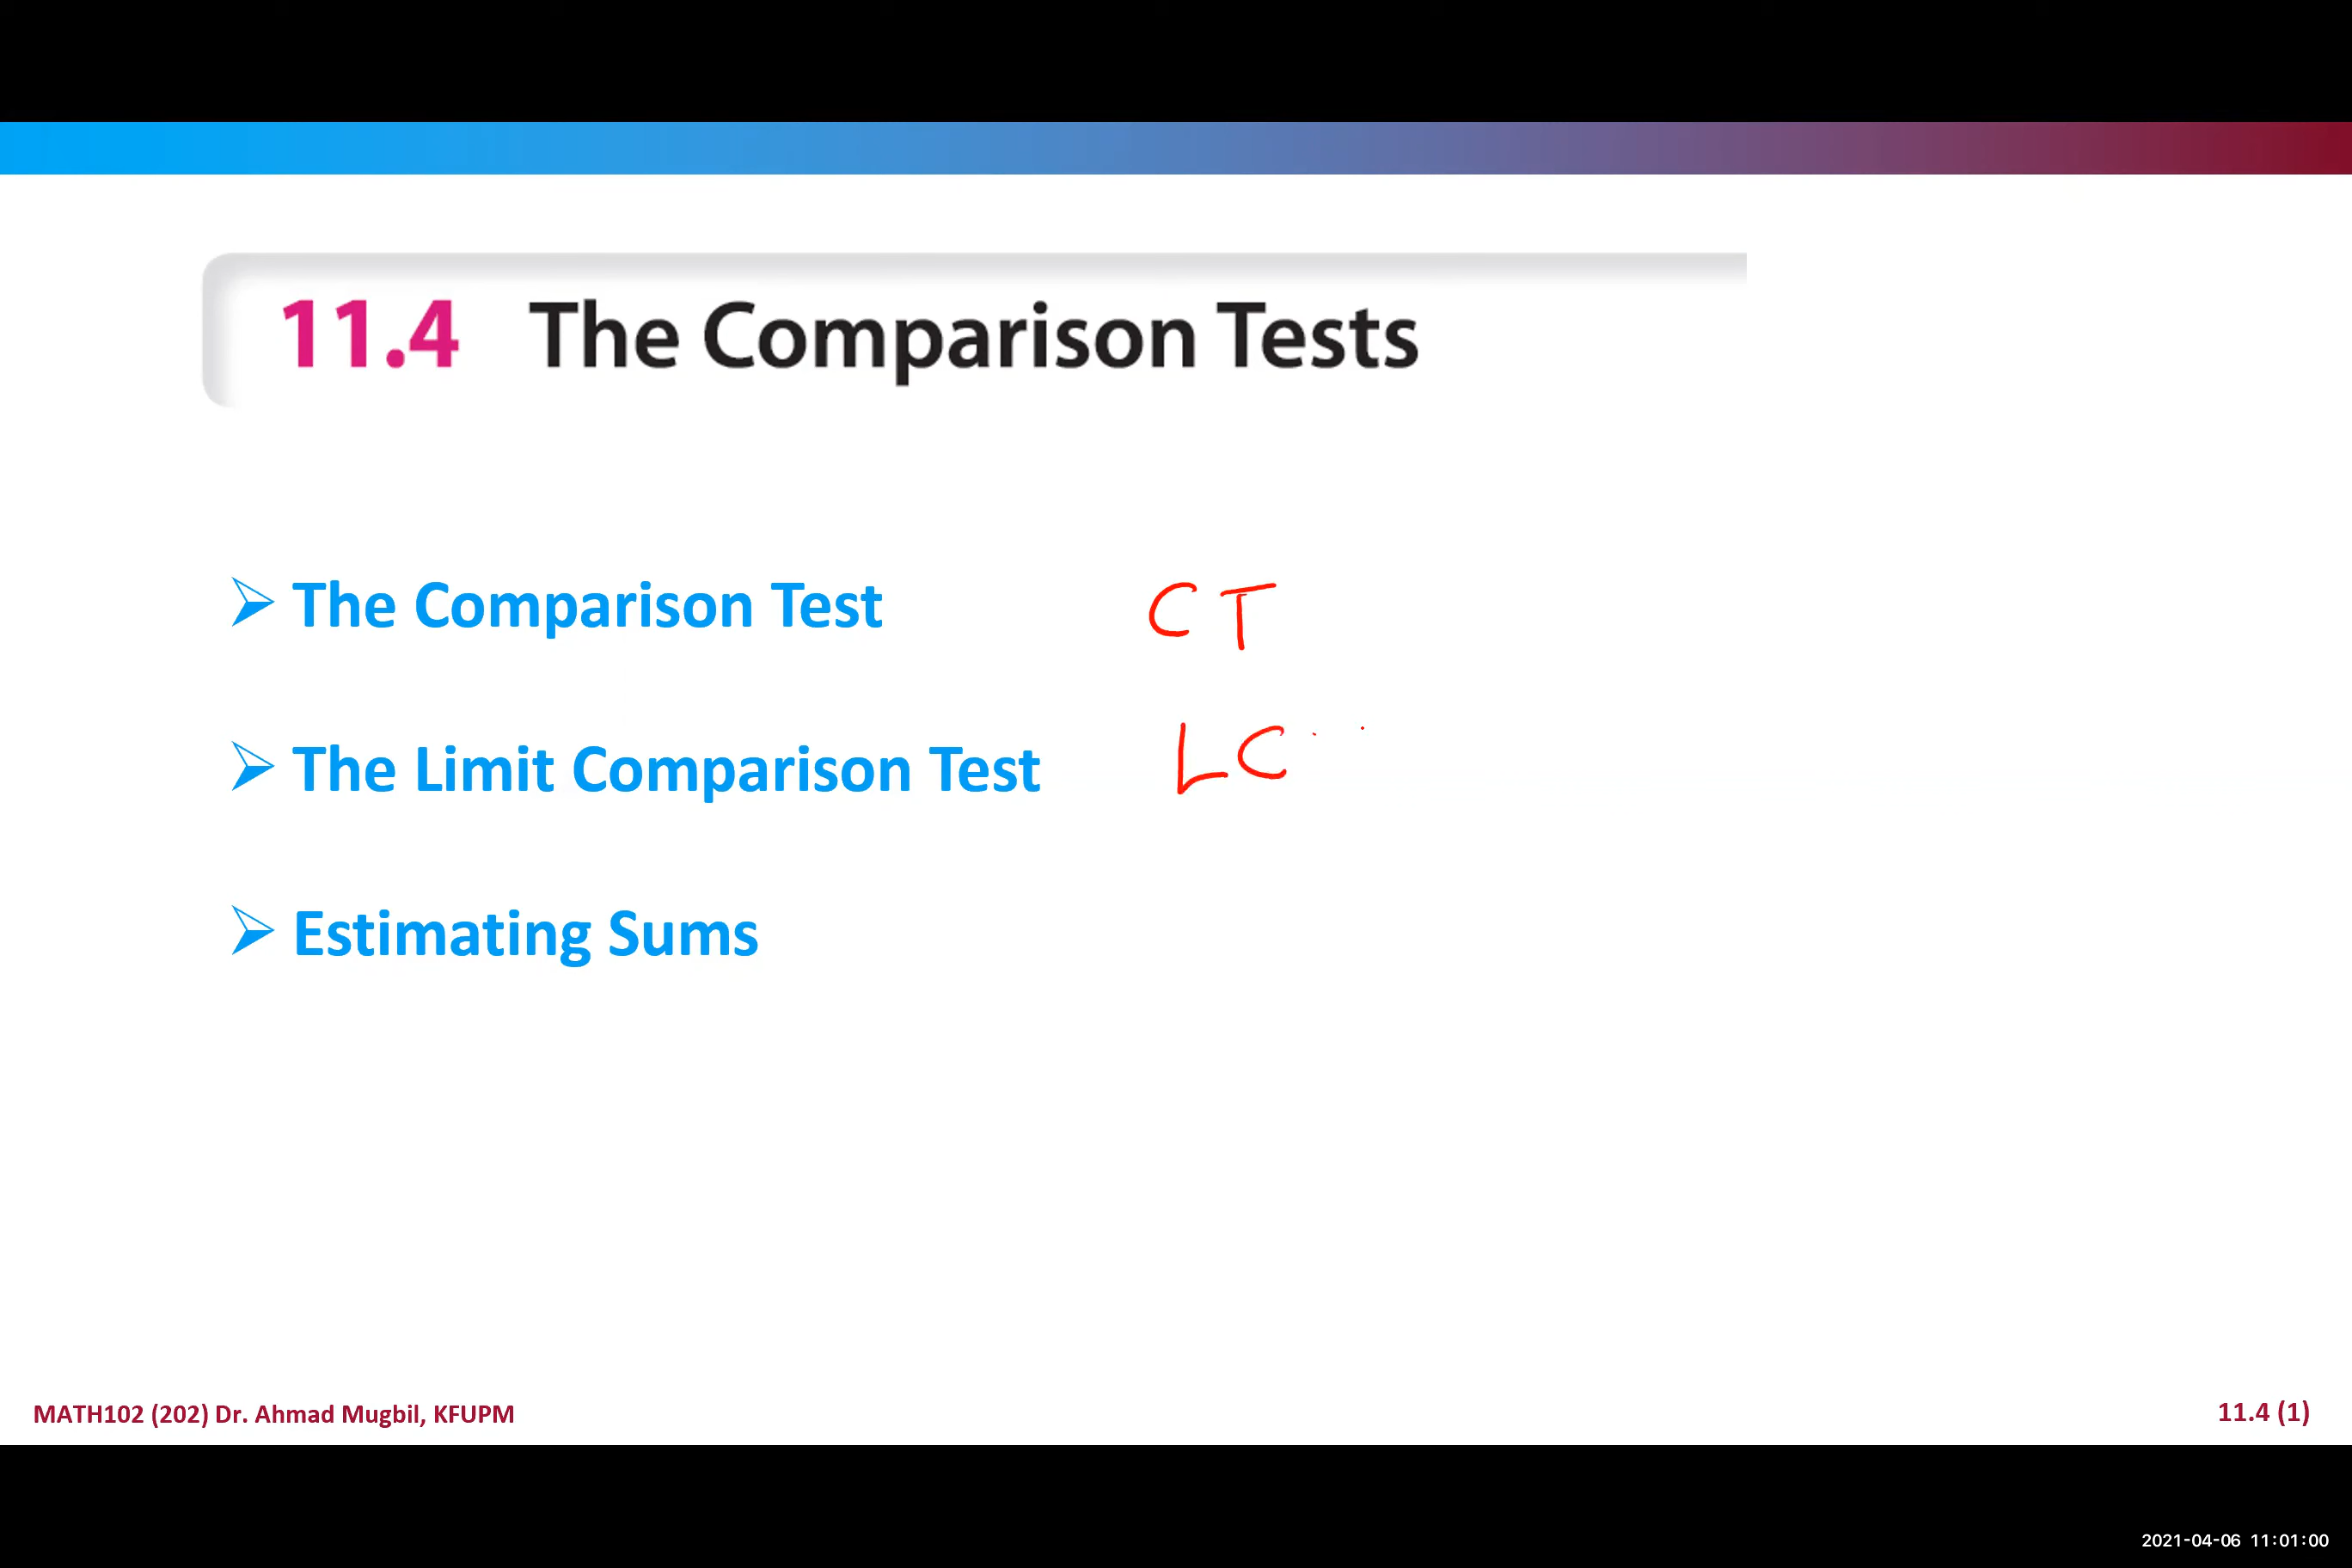 11.4 The Comparison Tests
The Comparison Test CT
The Limit Comparison Test LC
Estimating Sums
MATH102 (202) Dr. Ahmad Mugbil, KFUPM 11.4 (1)
2021-04-06 11:01:00